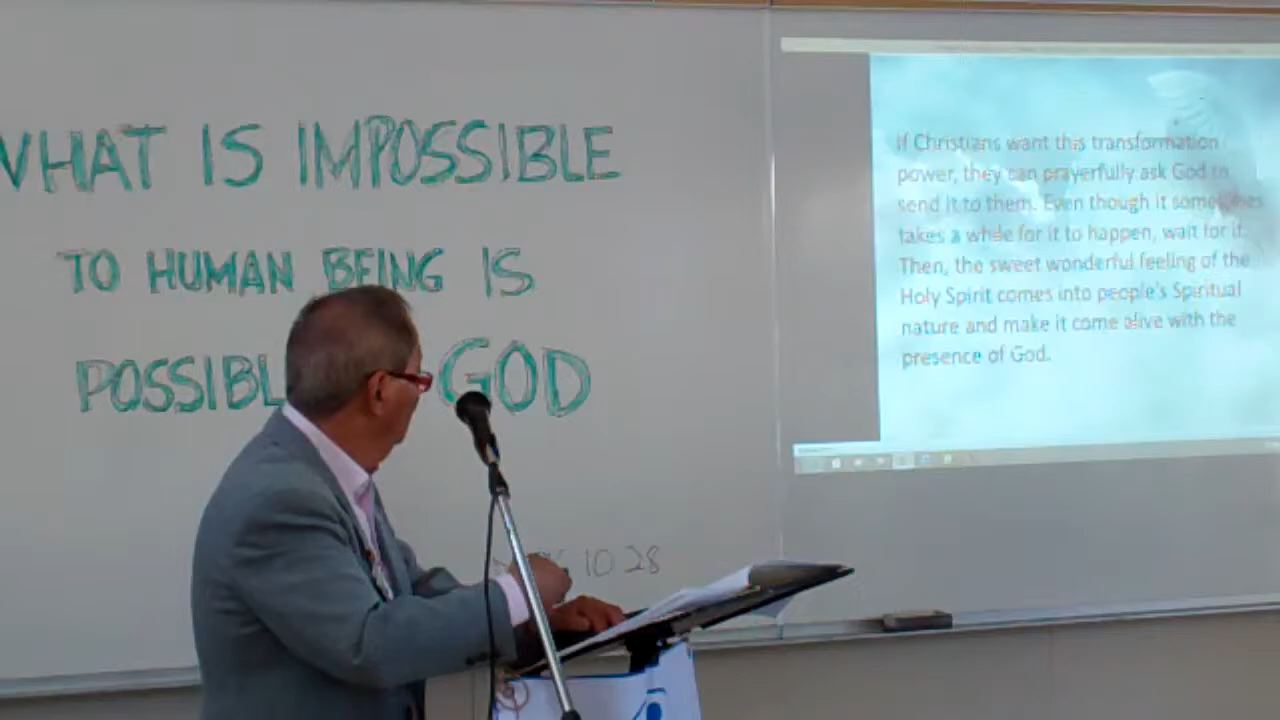 WHAT IS IMPOSSIBLE
TO HUMAN BEING IS
POSSIBL GOD
10 28
If Christians want this transformation
power, they can prayerfully ask God to
send it to them. Even though it sometimes
takes a while for it to happen, wait for it.
Then, the sweet wonderful feeling of the
Holy Spirit comes into people's Spiritual
nature and make it come alive with the
presence of God.